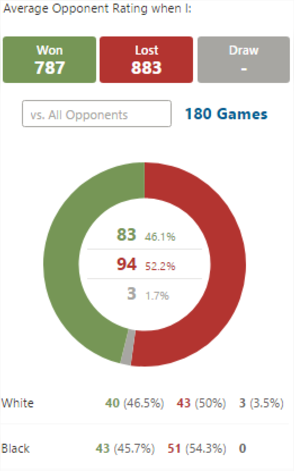 Average Opponent Rating when I:
Won Lost Draw
787 883 -
vs. All Opponents 180 Games
83 46.1%
94 52.2%
3 1.7%
White 40 (46.5%) 43 (50%) 3 (3.5%)
Black 43 (45.7%) 51 (54.3%) 0